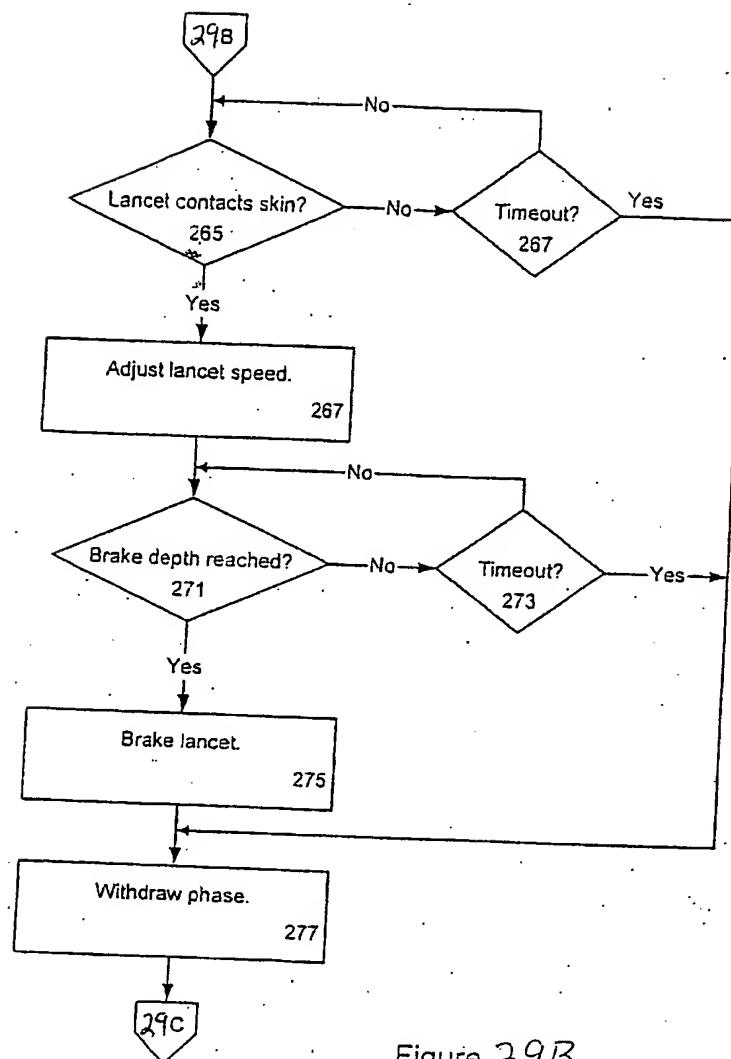 29B
No
Lancet contacts skin?
265
No
Timeout?
267
Yes
Yes
Adjust lancet speed.
267
No
Brake depth reached?
271
No
Timeout?
273
Yes
Yes
Brake lancet.
275
Withdraw phase.
277
29C
Figure 29B